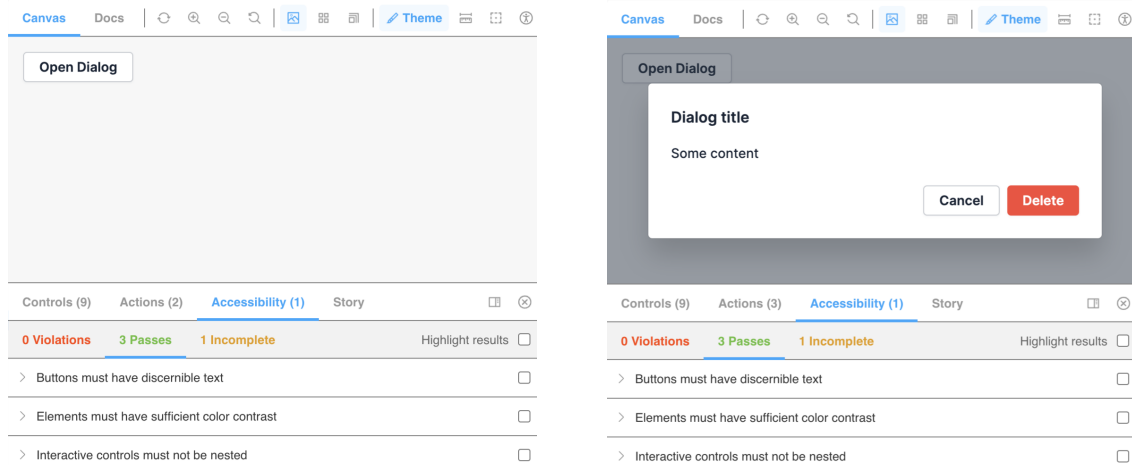 Canvas Docs Theme
Open Dialog
Controls (9) Actions (2) Accessibility (1) Story
0 Violations 3 Passes 1 Incomplete Highlight results
Buttons must have discernible text
Elements must have sufficient color contrast
Interactive controls must not be nested
Canvas Docs Theme
Open Dialog
Dialog title
Some content
Cancel Delete
Controls (9) Actions (3) Accessibility (1) Story
0 Violations 3 Passes 1 Incomplete Highlight results
Buttons must have discernible text
Elements must have sufficient color contrast
Interactive controls must not be nested